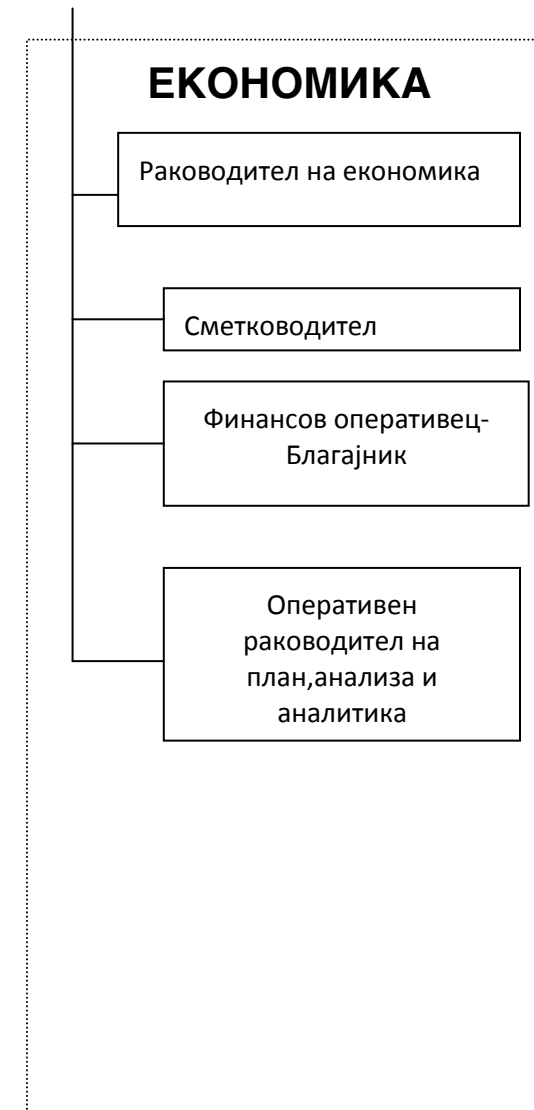 ЕКОНОМИКА
Раководител на економика
Сметководител
Финансов оперативец-
Благајник
Оперативен
раководител на
план,анализа и
аналитика